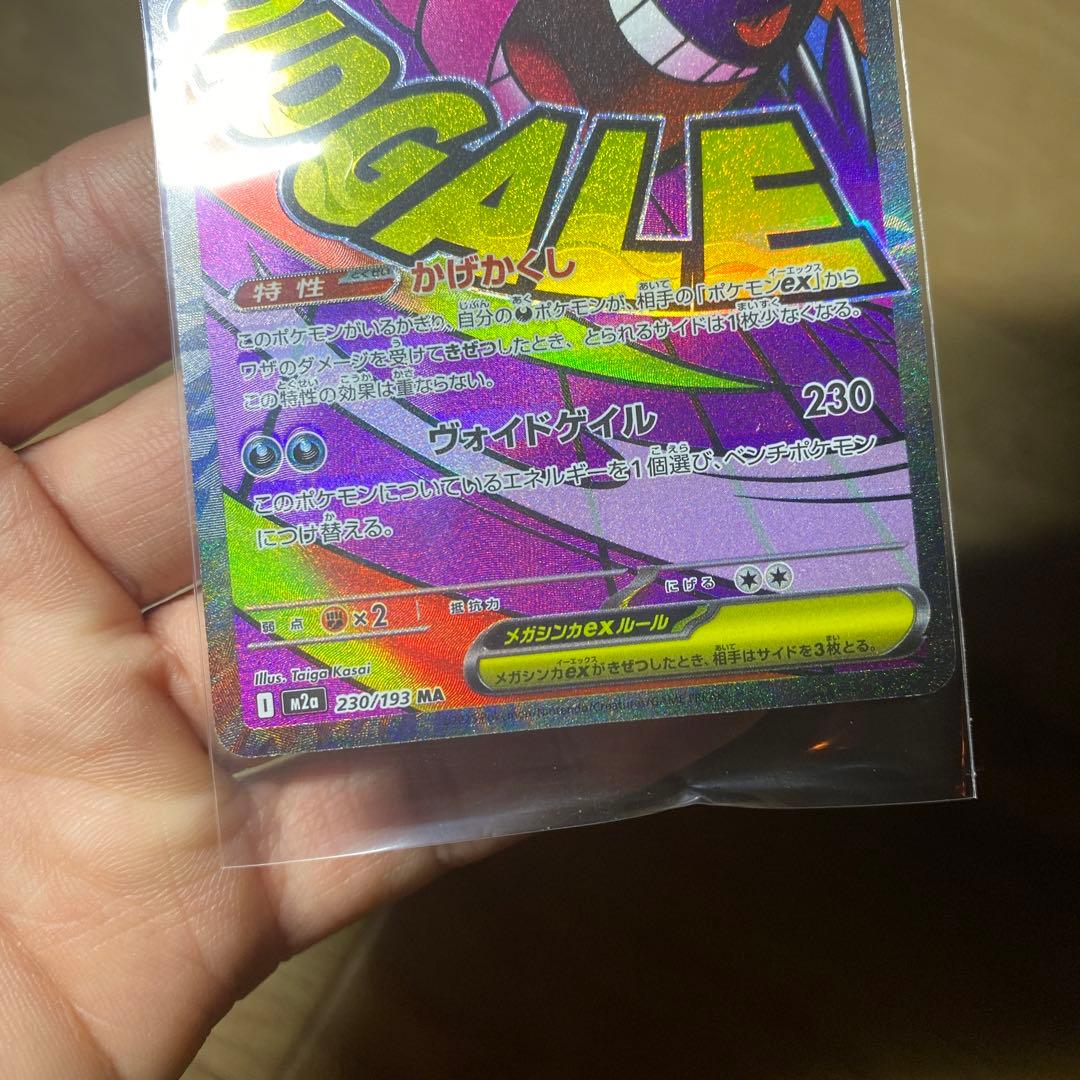 IDGALE
特性 かげかくし
このポケモンがいるかぎり、自分のポケモンが、相手の「ポケモンex」から
ワザのダメージを受けてきぜつしたとき、とられるサイドは1枚少なくなる。
この特性の効果は重ならない。
ヴォイドゲイル 230
このポケモンについているエネルギーを1個選び、ベンチポケモン
につけ替える。
弱点 ×2 抵抗力 にげる
メガシンカexルール
メガシンカexがきぜつしたとき、相手はサイドを3枚とる。
Illus. Taiga Kasai
I m2a 230/193 MA